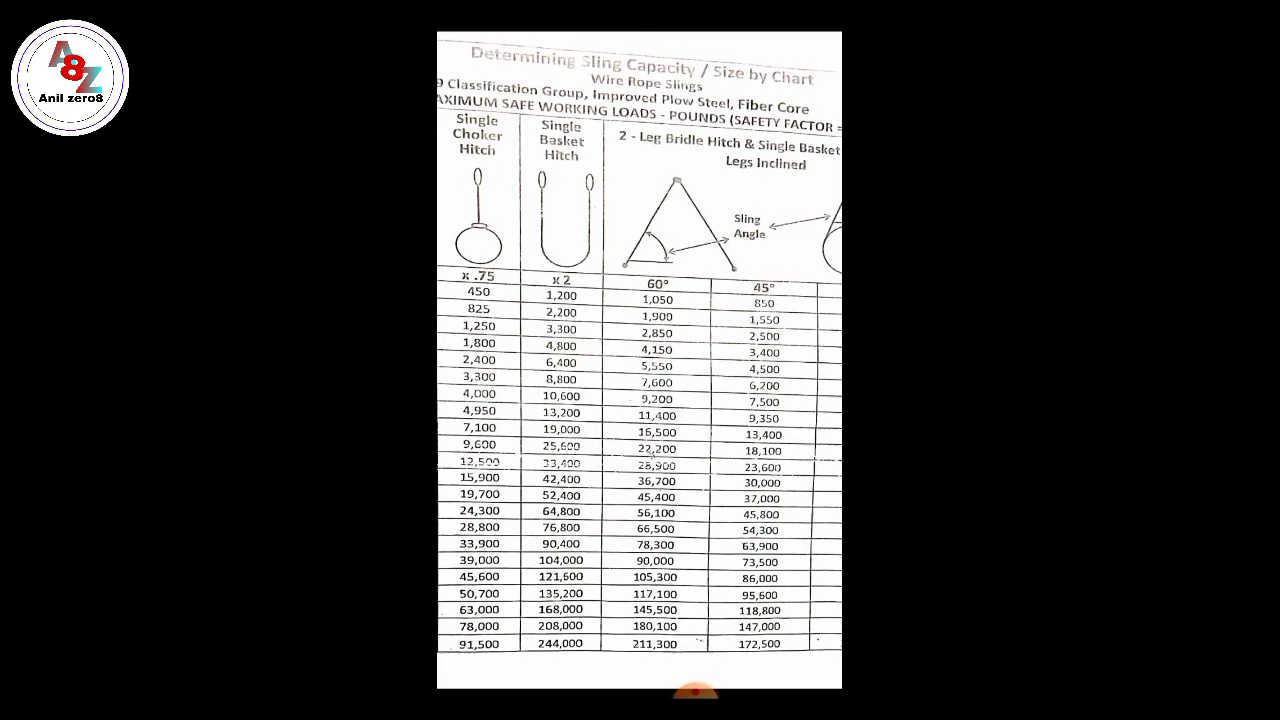 A8Z
Anil zero8
Determining Sling Capacity / Size by Chart
Wire Rope Slings
9 Classification Group, Improved Plow Steel, Fiber Core
AXIMUM SAFE WORKING LOADS - POUNDS (SAFETY FACTOR =
Single
Choker
Hitch
Single
Basket
Hitch
2 - Leg Bridle Hitch & Single Basket
Legs Inclined
Sling
Angle
x .75 x 2 60° 45°
450 1,200 1,050 850
825 2,200 1,900 1,550
1,250 3,300 2,850 2,500
1,800 4,800 4,150 3,400
2,400 6,400 5,550 4,500
3,300 8,800 7,600 6,200
4,000 10,600 9,200 7,500
4,950 13,200 11,400 9,350
7,100 19,000 16,500 13,400
9,600 25,600 22,200 18,100
12,500 33,400 28,900 23,600
15,900 42,400 36,700 30,000
19,700 52,400 45,400 37,000
24,300 64,800 56,100 45,800
28,800 76,800 66,500 54,300
33,900 90,400 78,300 63,900
39,000 104,000 90,000 73,500
45,600 121,600 105,300 86,000
50,700 135,200 117,100 95,600
63,000 168,000 145,500 118,800
78,000 208,000 180,100 147,000
91,500 244,000 211,300 172,500